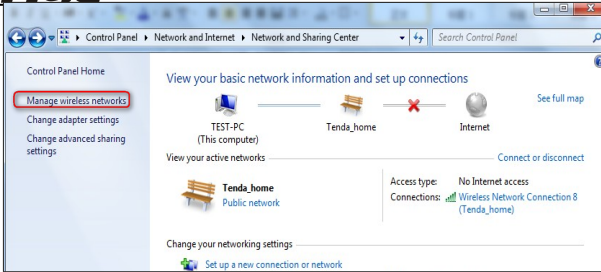 Control Panel ▸ Network and Internet ▸ Network and Sharing Center
Search Control Panel
Control Panel Home
Manage wireless networks
Change adapter settings
Change advanced sharing
settings
View your basic network information and set up connections
See full map
TEST-PC
(This computer)
Tenda_home
Internet
View your active networks
Connect or disconnect
Tenda_home
Public network
Access type: No Internet access
Connections: Wireless Network Connection 8
(Tenda_home)
Change your networking settings
Set up a new connection or network